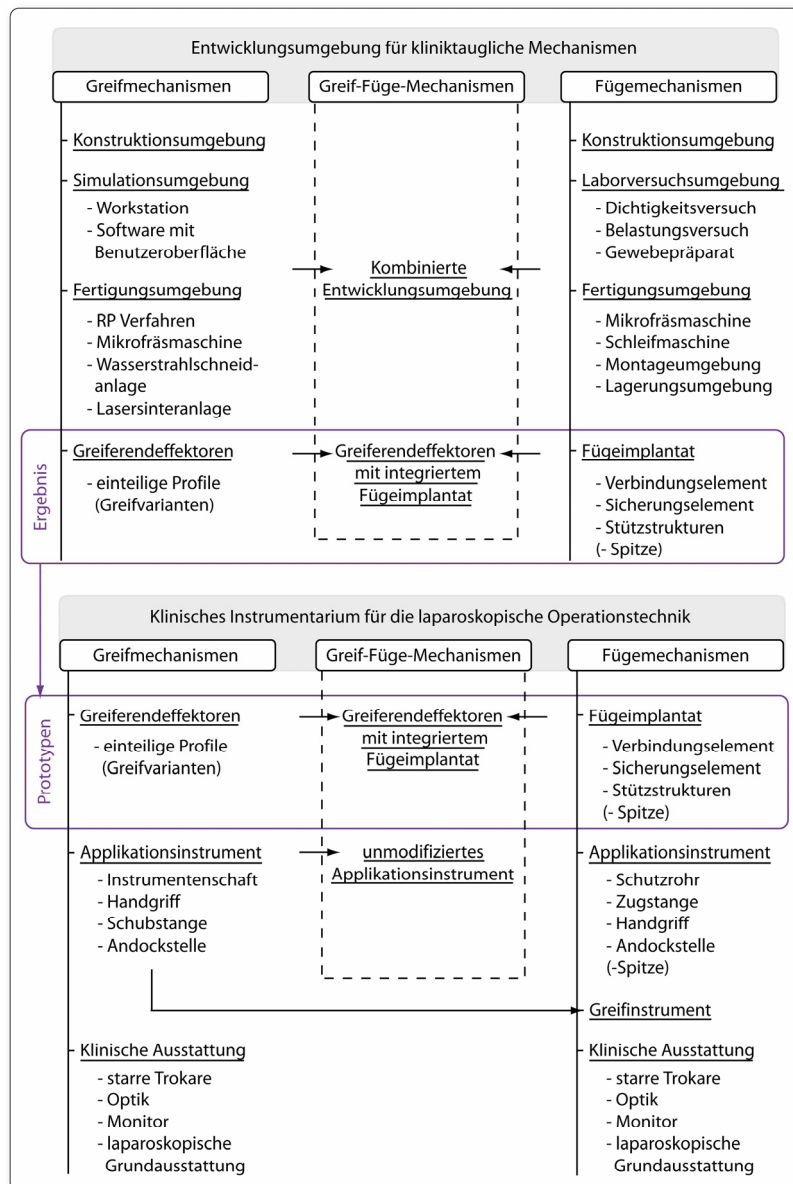 Entwicklungsumgebung für kliniktaugliche Mechanismen
Greifmechanismen
Greif-Füge-Mechanismen
Fügemechanismen
Konstruktionsumgebung
Simulationsumgebung
- Workstation
- Software mit
Benutzeroberfläche
Fertigungsumgebung
- RP Verfahren
- Mikrofräsmaschine
- Wasserstrahlschneid-
anlage
- Lasersinteranlage
Kombinierte
Entwicklungsumgebung
Konstruktionsumgebung
Laborversuchsumgebung
- Dichtigkeitsversuch
- Belastungsversuch
- Gewebepräparat
Fertigungsumgebung
- Mikrofräsmaschine
- Schleifmaschine
- Montageumgebung
- Lagerungsumgebung
Ergebnis
Greiferendeffektoren
- einteilige Profile
(Greifvarianten)
Greiferendeffektoren
mit integriertem
Fügeimplantat
Fügeimplantat
- Verbindungselement
- Sicherungselement
- Stützstrukturen
(- Spitze)
Klinisches Instrumentarium für die laparoskopische Operationstechnik
Greifmechanismen
Greif-Füge-Mechanismen
Fügemechanismen
Prototypen
Greiferendeffektoren
- einteilige Profile
(Greifvarianten)
Greiferendeffektoren
mit integriertem
Fügeimplantat
Fügeimplantat
- Verbindungselement
- Sicherungselement
- Stützstrukturen
(- Spitze)
Applikationsinstrument
- Instrumentenschaft
- Handgriff
- Schubstange
- Andockstelle
unmodifiziertes
Applikationsinstrument
Applikationsinstrument
- Schutzrohr
- Zugstange
- Handgriff
- Andockstelle
(-Spitze)
Greifinstrument
Klinische Ausstattung
- starre Trokare
- Optik
- Monitor
- laparoskopische
Grundausstattung
Klinische Ausstattung
- starre Trokare
- Optik
- Monitor
- laparoskopische
Grundausstattung